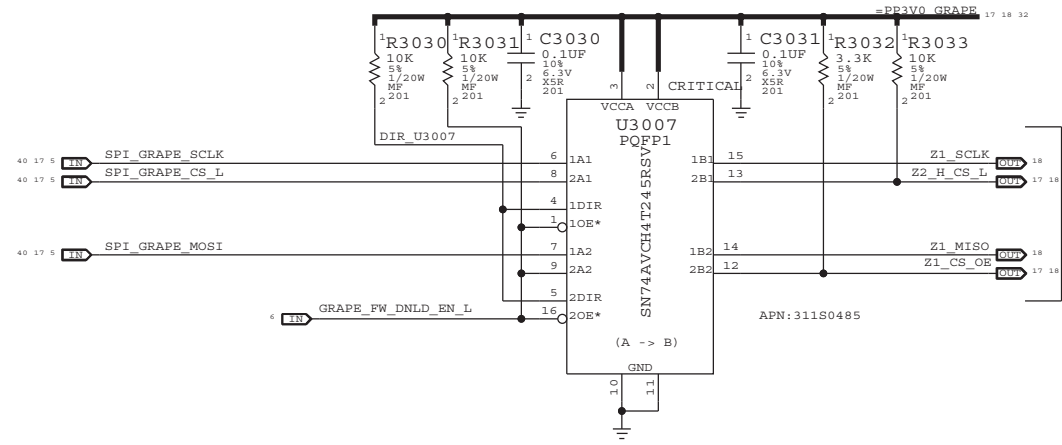 =PP3V0_GRAPE 17 18 32
1 R3030
10K
5%
1/20W
MF
2 201
1 R3031
10K
5%
1/20W
MF
2 201
1 C3030
0.1UF
10%
2 6.3V
X5R
201
1 C3031
0.1UF
10%
2 6.3V
X5R
201
1 R3032
3.3K
5%
1/20W
MF
2 201
1 R3033
10K
5%
1/20W
MF
2 201
3 2 CRITICAL
VCCA VCCB
U3007
PQFP1
SN74AVCH4T245RSV
DIR_U3007
40 17 5 IN SPI_GRAPE_SCLK 6 1A1 1B1 15 Z1_SCLK OUT 18
40 17 5 IN SPI_GRAPE_CS_L 8 2A1 2B1 13 Z2_H_CS_L OUT 17 18
4 1DIR
1 1OE*
40 17 5 IN SPI_GRAPE_MOSI 7 1A2 1B2 14 Z1_MISO OUT 18
9 2A2 2B2 12 Z1_CS_OE OUT 17 18
5 2DIR
6 IN GRAPE_FW_DNLD_EN_L 16 2OE*
APN:311S0485
(A -> B)
GND
10 11